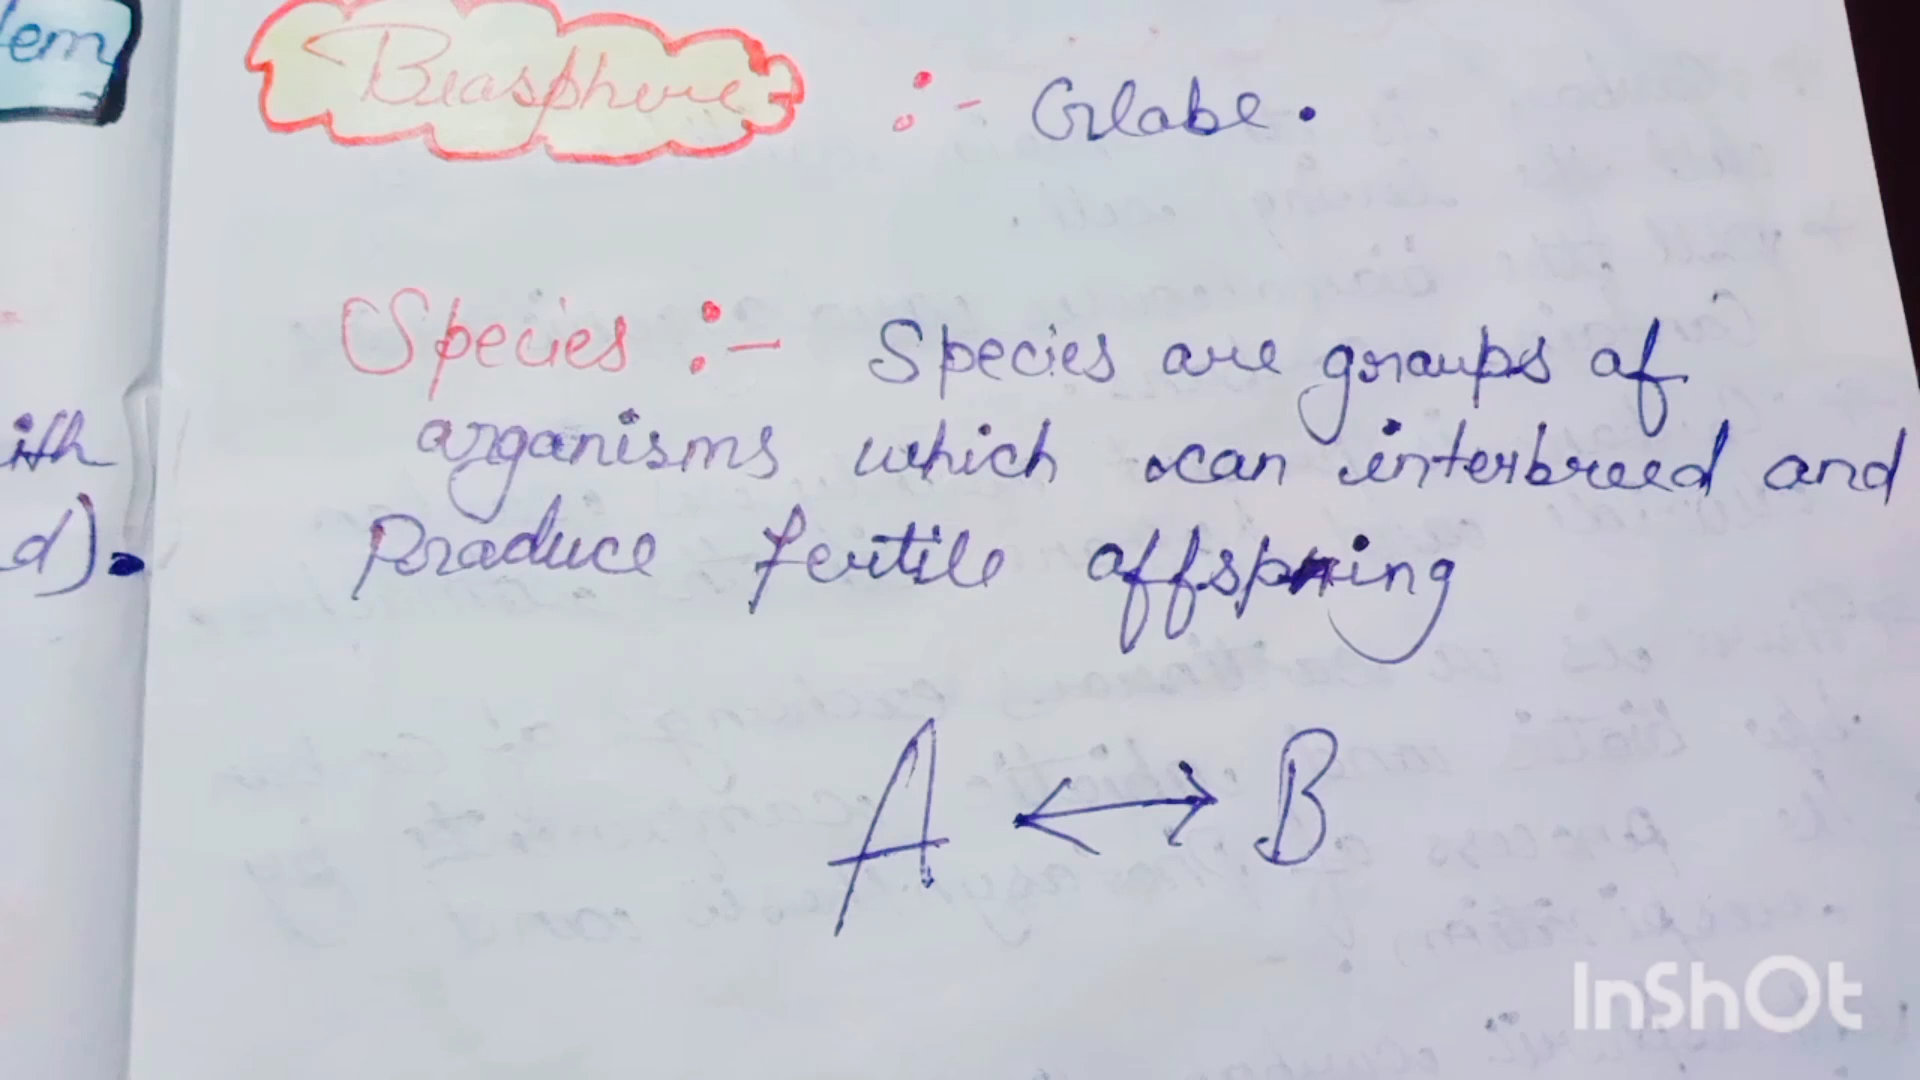 em
Biosphere :- Globe.
Species :- Species are groups of
organisms which can interbreed and
Produce fertile offspring
ith
d).
A ↔ B
InShOt